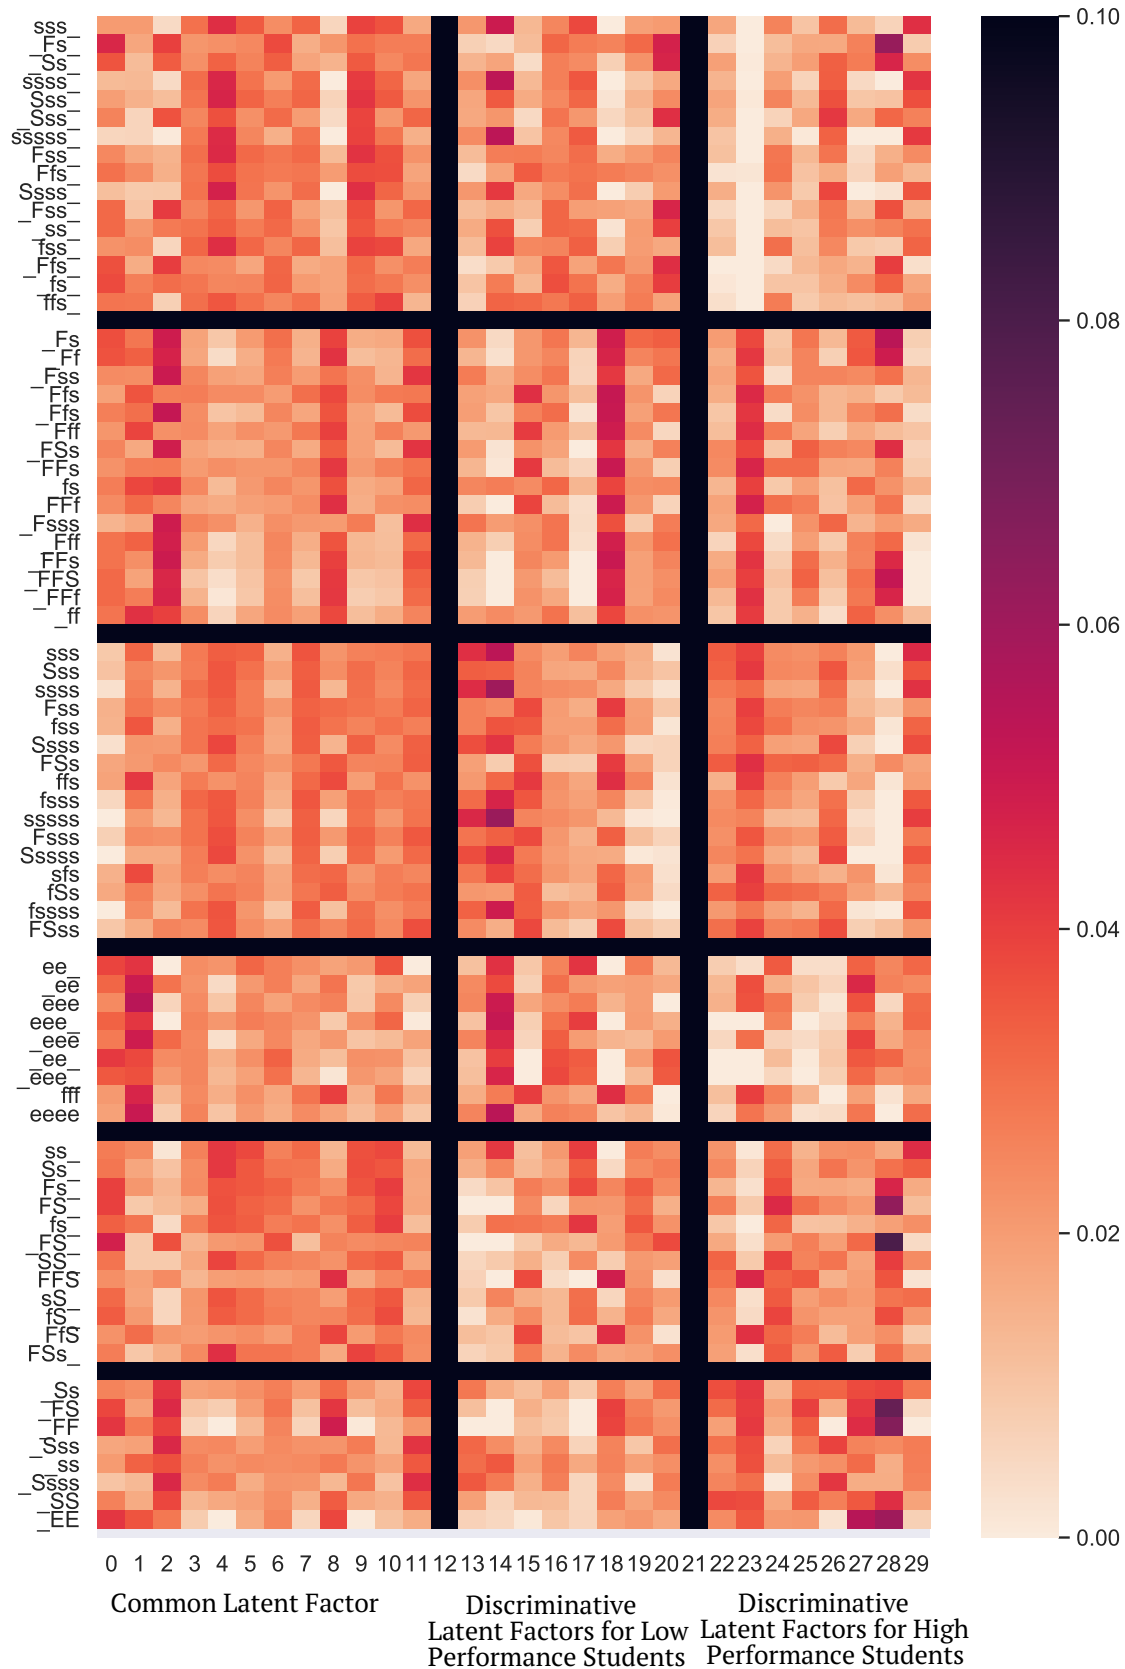 sss_
_Fs_
_Ss_
ssss_
Sss_
_Sss_
sssss_
Fss_
Ffs_
Ssss_
_Fss_
_ss_
fss_
_Ffs_
_fs_
ffs_
_Fs
_Ff
_Fss
Ffs
_Ffs
Fff
_FSs
FFs
_fs
FFf
_Fsss
_Fff
_FFs
_FFS
_FFf
_ff
sss
Sss
ssss
Fss
fss
Ssss
FSs
ffs
fsss
sssss
Fsss
Sssss
sfs
fSs
fssss
FSss
ee_
_ee
eee
eee_
_eee
_ee_
_eee_
fff
eeee
ss_
Ss_
Fs_
FS_
fs_
_FS_
SS_
FFS
sS_
fS_
FfS
FSs_
_Ss
_FS
_FF
_Sss
_ss
_Ssss
_SS
_EE
0 1 2 3 4 5 6 7 8 9 10 11 12 13 14 15 16 17 18 19 20 21 22 23 24 25 26 27 28 29
Common Latent Factor
Discriminative
Latent Factors for Low
Performance Students
Discriminative
Latent Factors for High
Performance Students
0.10
0.08
0.06
0.04
0.02
0.00